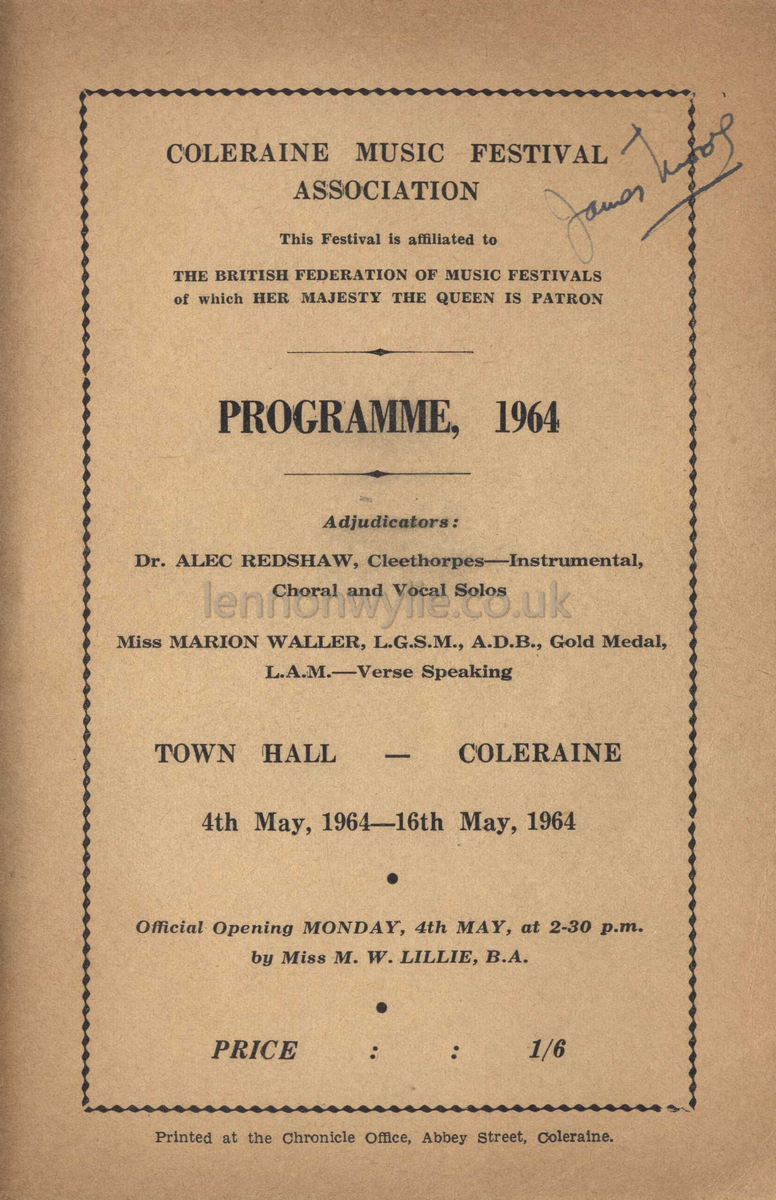 COLERAINE MUSIC FESTIVAL
ASSOCIATION
James
This Festival is affiliated to
THE BRITISH FEDERATION OF MUSIC FESTIVALS
of which HER MAJESTY THE QUEEN IS PATRON
PROGRAMME, 1964
Adjudicators:
Dr. ALEC REDSHAW, Cleethorpes—Instrumental,
Choral and Vocal Solos
lennonwylie.co.uk
Miss MARION WALLER, L.G.S.M., A.D.B., Gold Medal,
L.A.M.—Verse Speaking
TOWN HALL — COLERAINE
4th May, 1964—16th May, 1964
Official Opening MONDAY, 4th MAY, at 2-30 p.m.
by Miss M. W. LILLIE, B.A.
PRICE : : 1/6
Printed at the Chronicle Office, Abbey Street, Coleraine.